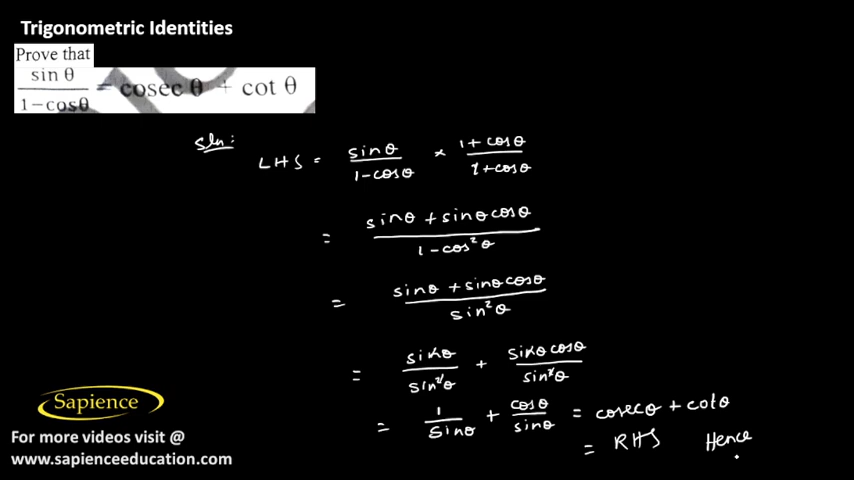 Trigonometric Identities
Prove that
sin θ / 1−cosθ = cosec θ + cot θ
Sln:
LHS = sinθ / 1-cosθ × 1+cosθ / 1+cosθ
= sinθ + sinθcosθ / 1-cos²θ
= sinθ + sinθcosθ / sin²θ
= sinθ / sin²θ + sinθcosθ / sin²θ
= 1 / sinθ + cosθ / sinθ = cosecθ + cotθ
= RHS Hence
Sapience
For more videos visit @
www.sapienceeducation.com